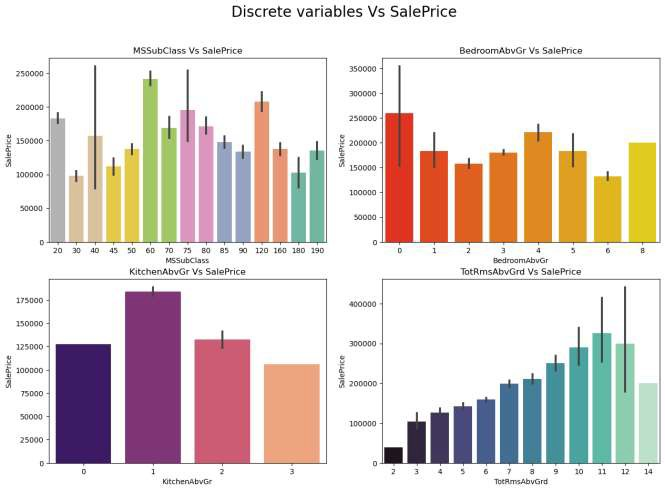 Discrete variables Vs SalePrice
MSSubClass Vs SalePrice
SalePrice
250000
200000
150000
100000
50000
0
20 30 40 45 50 60 70 75 80 85 90 120 160 180 190
MSSubClass
BedroomAbvGr Vs SalePrice
SalePrice
350000
300000
250000
200000
150000
100000
50000
0
0 1 2 3 4 5 6 8
BedroomAbvGr
KitchenAbvGr Vs SalePrice
SalePrice
175000
150000
125000
100000
75000
50000
25000
0
0 1 2 3
KitchenAbvGr
TotRmsAbvGrd Vs SalePrice
SalePrice
400000
300000
200000
100000
0
2 3 4 5 6 7 8 9 10 11 12 14
TotRmsAbvGrd